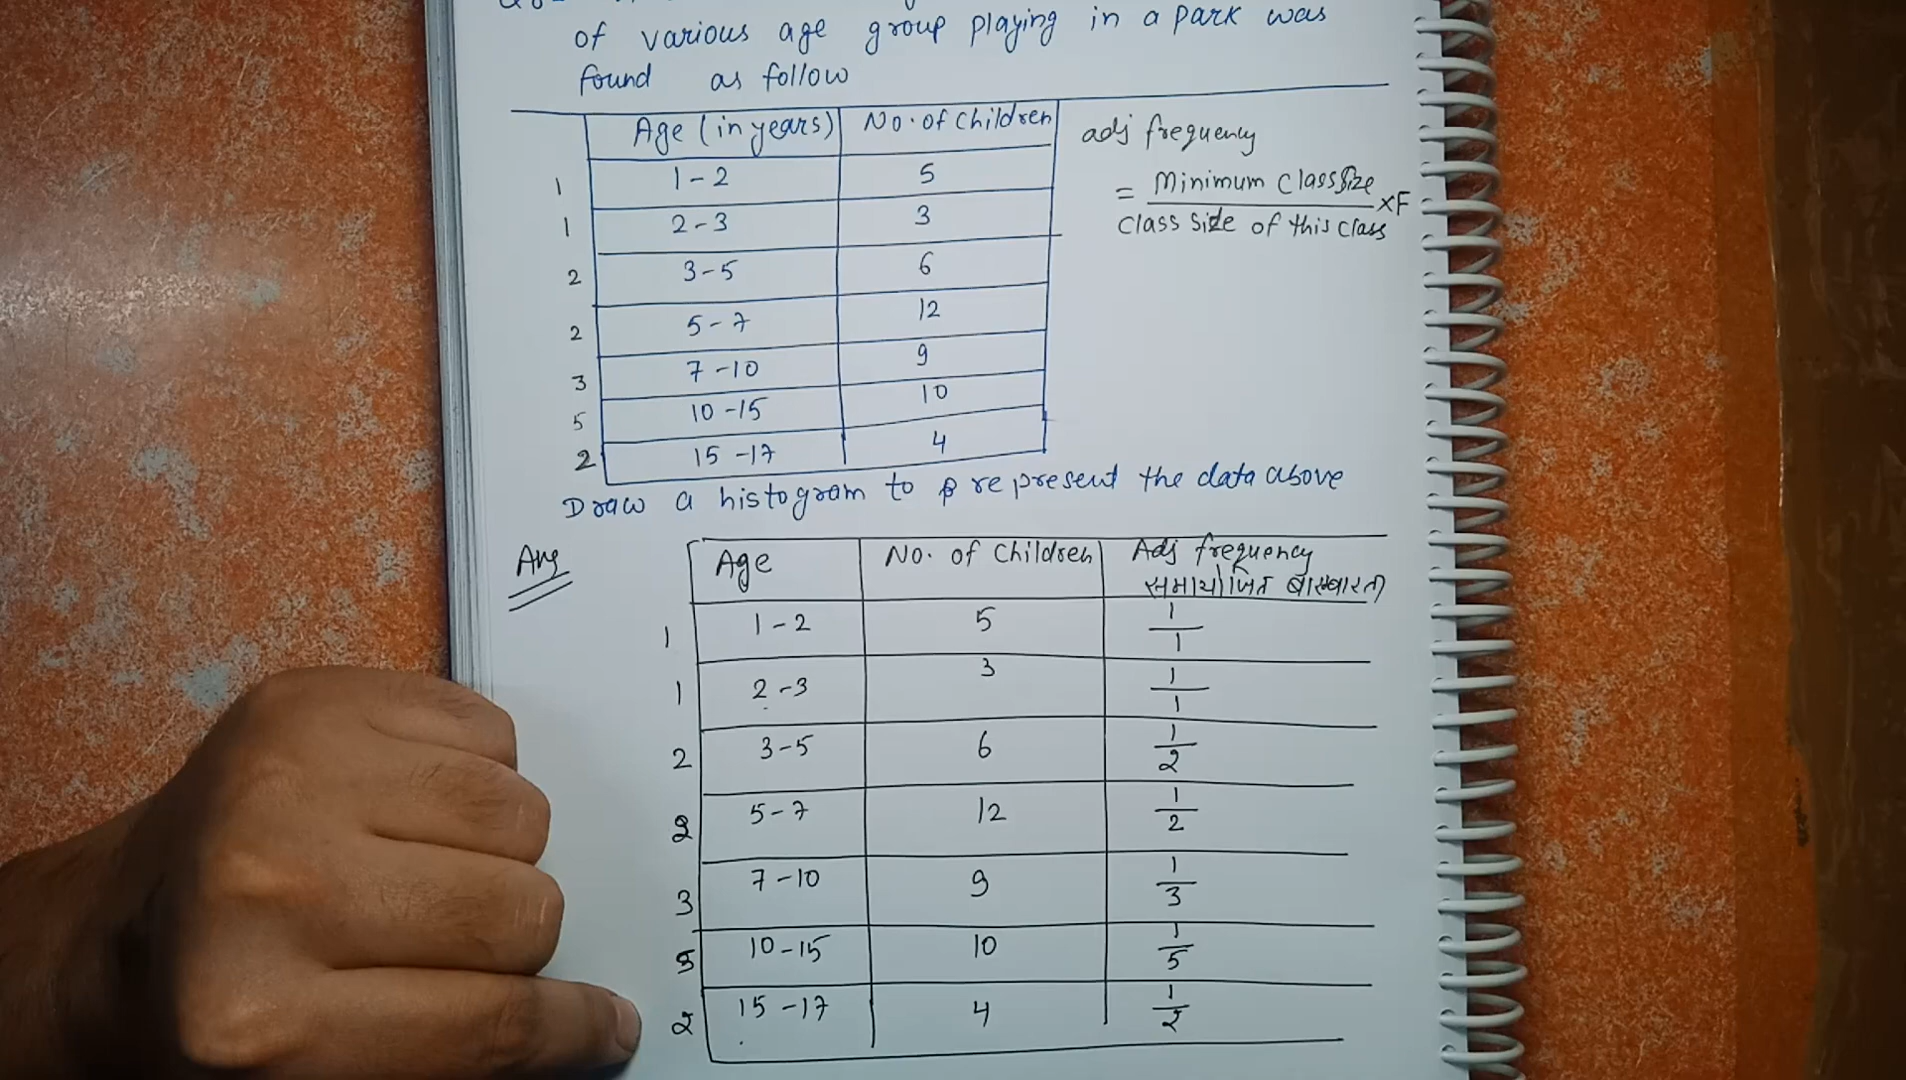 of various age group playing in a park was
found as follow
Age (in years) No. of children
1 1-2 5
1 2-3 3
2 3-5 6
2 5-7 12
3 7-10 9
5 10-15 10
2 15-17 4
adj frequency
= Minimum class size ×F
class size of this class
Draw a histogram to represent the data above
Ans
Age No. of Children Adj frequency
समायोजित बारंबारता
1 1-2 5 1/1
1 2-3 3 1/1
2 3-5 6 1/2
2 5-7 12 1/2
3 7-10 9 1/3
5 10-15 10 1/5
2 15-17 4 1/2